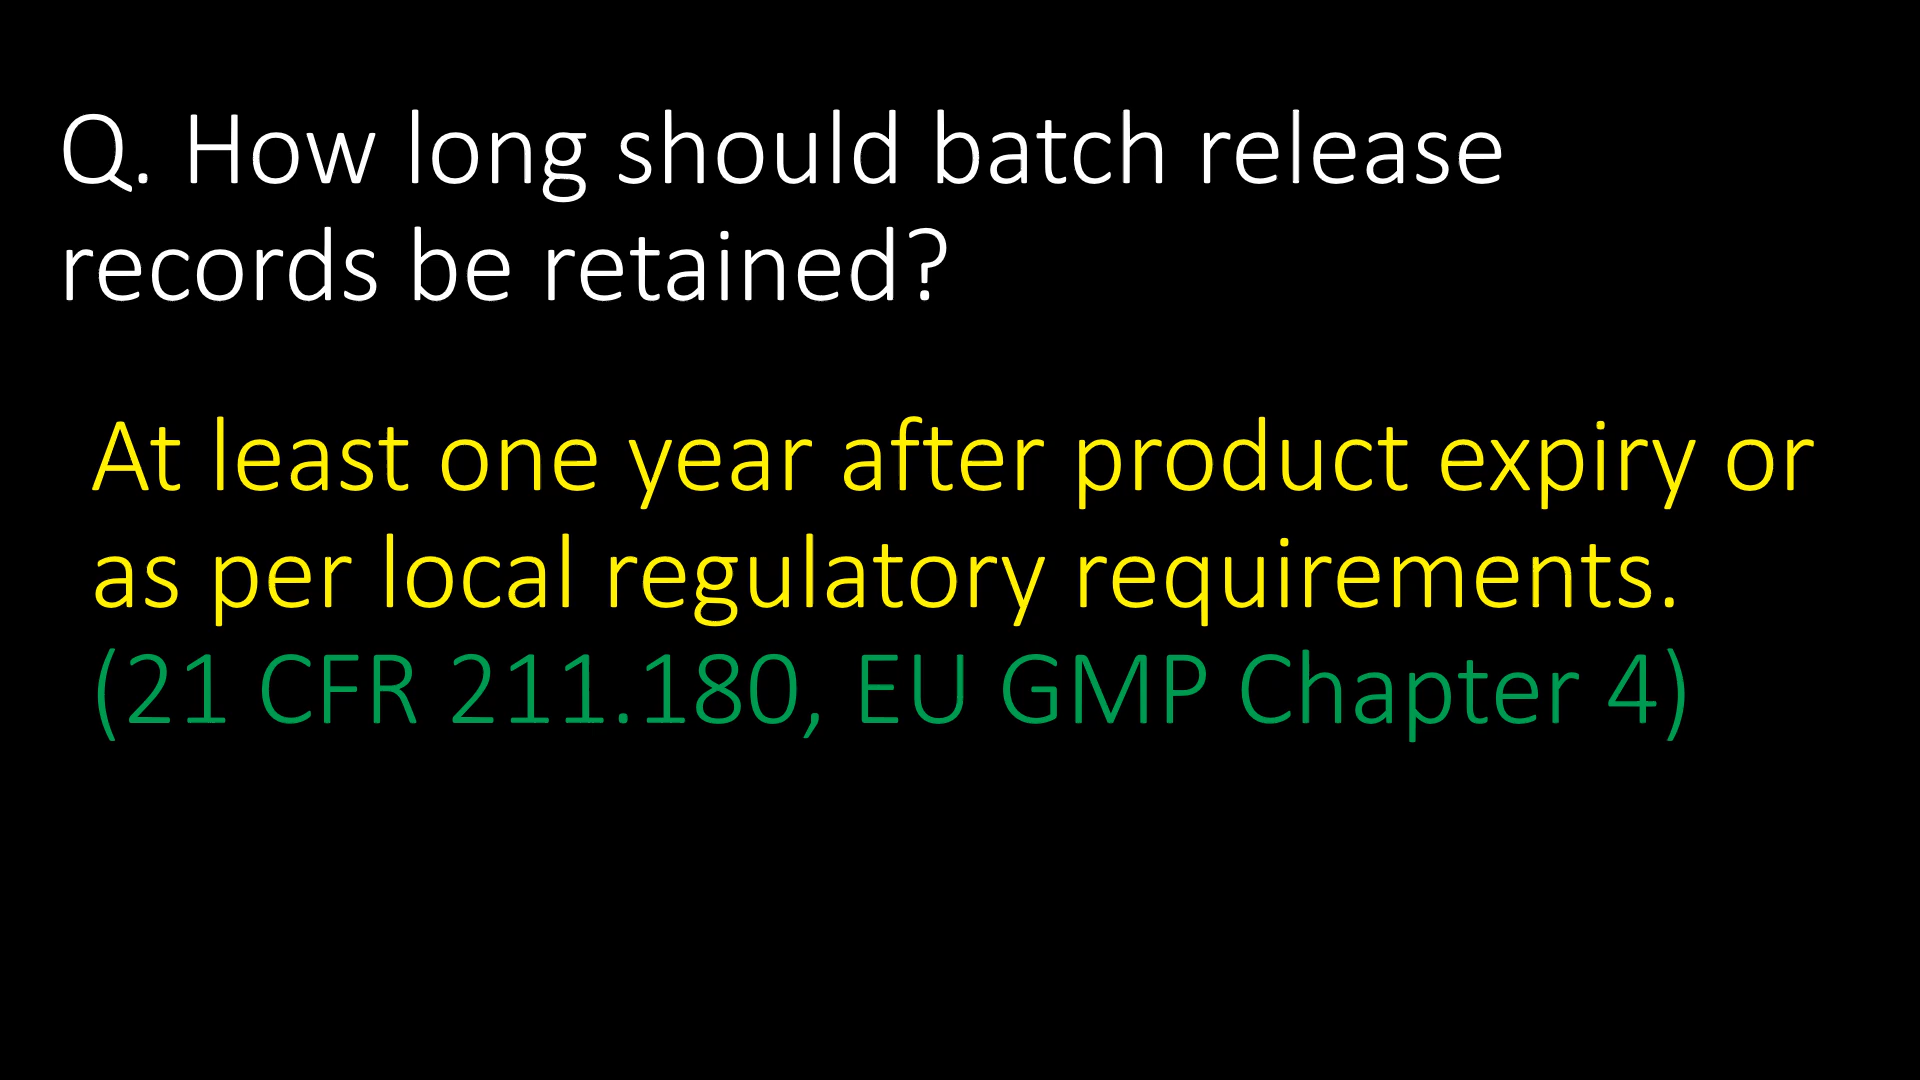 Q. How long should batch release
records be retained?
At least one year after product expiry or
as per local regulatory requirements.
(21 CFR 211.180, EU GMP Chapter 4)